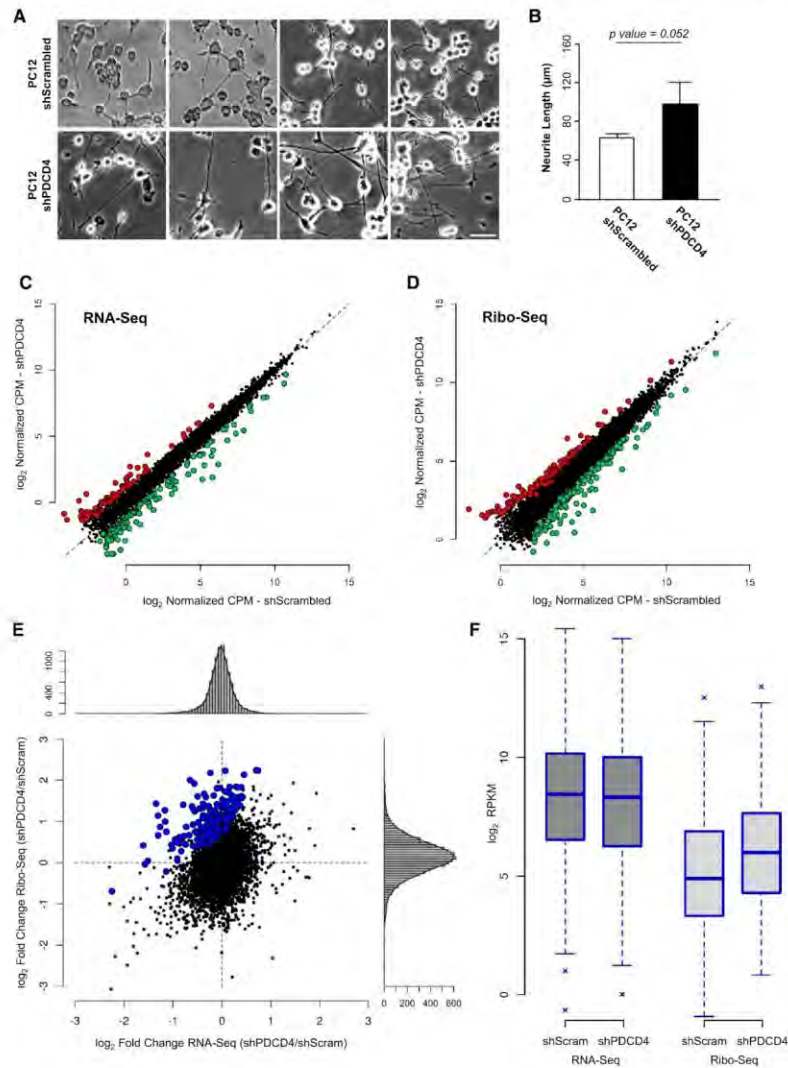 A
PC12
shScrambled
PC12
shPDCD4
B
p value = 0.052
Neurite Length (µm)
160
120
80
40
0
PC12
shScrambled
PC12
shPDCD4
C
RNA-Seq
log2 Normalized CPM - shPDCD4
15
10
5
0
0
5
10
15
log2 Normalized CPM - shScrambled
D
Ribo-Seq
log2 Normalized CPM - shPDCD4
15
10
5
0
0
5
10
15
log2 Normalized CPM - shScrambled
E
1000
400
0
log2 Fold Change Ribo-Seq (shPDCD4/shScram)
3
2
1
0
-1
-2
-3
-3
-2
-1
0
1
2
3
log2 Fold Change RNA-Seq (shPDCD4/shScram)
0
200
400
600
F
log2 RPKM
15
10
5
0
shScram shPDCD4
RNA-Seq
shScram shPDCD4
Ribo-Seq